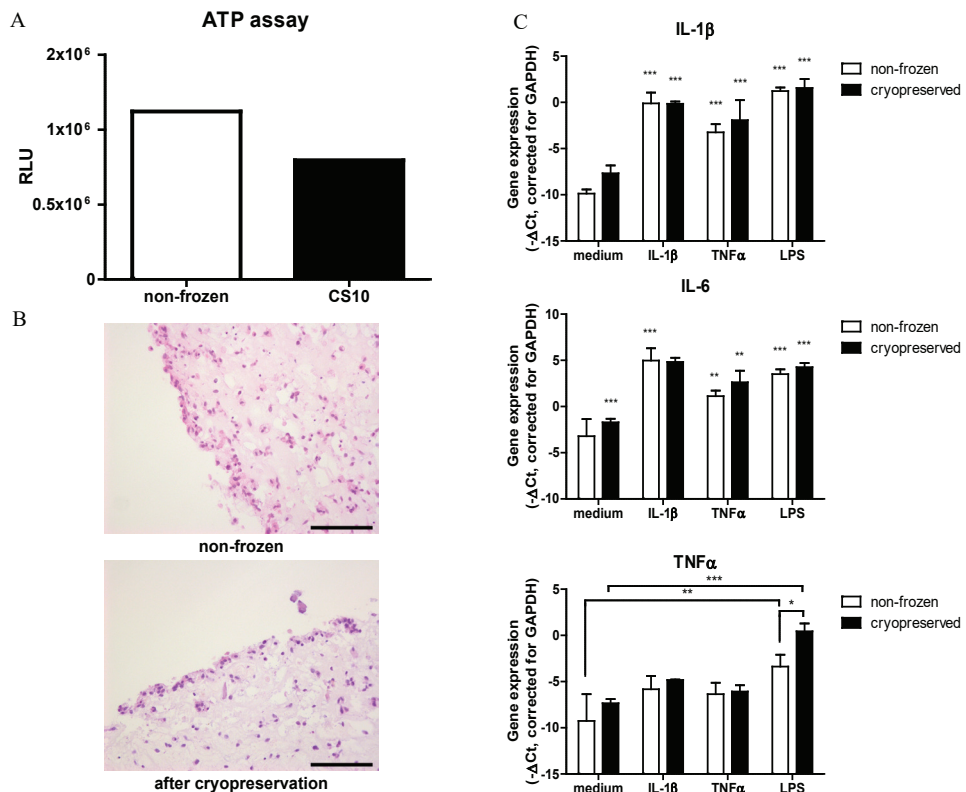 A
ATP assay
2x10⁶
1x10⁶
0.5x10⁶
0
RLU
non-frozen
CS10
B
non-frozen
after cryopreservation
C
IL-1β
non-frozen
cryopreserved
Gene expression
(-ΔCt, corrected for GAPDH)
5
0
-5
-10
-15
*** *** *** *** *** ***
medium IL-1β TNFα LPS
IL-6
non-frozen
cryopreserved
Gene expression
(-ΔCt, corrected for GAPDH)
10
5
0
-5
-10
*** *** ** ** *** ***
medium IL-1β TNFα LPS
TNFα
non-frozen
cryopreserved
Gene expression
(-ΔCt, corrected for GAPDH)
5
0
-5
-10
-15
***
**
*
medium IL-1β TNFα LPS